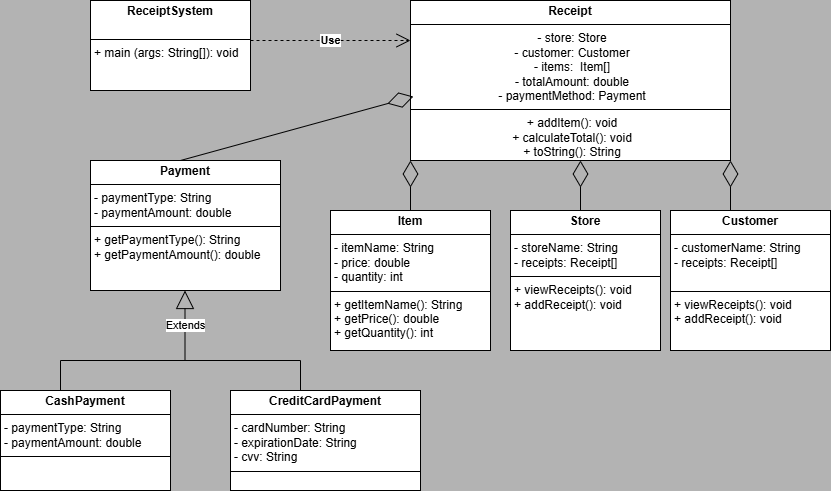 ReceiptSystem
+ main (args: String[]): void
Use
Receipt
- store: Store
- customer: Customer
- items:  Item[]
- totalAmount: double
- paymentMethod: Payment
+ addItem(): void
+ calculateTotal(): void
+ toString(): String
Payment
- paymentType: String
- paymentAmount: double
+ getPaymentType(): String
+ getPaymentAmount(): double
Item
- itemName: String
- price: double
- quantity: int
+ getItemName(): String
+ getPrice(): double
+ getQuantity(): int
Store
- storeName: String
- receipts: Receipt[]
+ viewReceipts(): void
+ addReceipt(): void
Customer
- customerName: String
- receipts: Receipt[]
+ viewReceipts(): void
+ addReceipt(): void
Extends
CashPayment
- paymentType: String
- paymentAmount: double
CreditCardPayment
- cardNumber: String
- expirationDate: String
- cvv: String